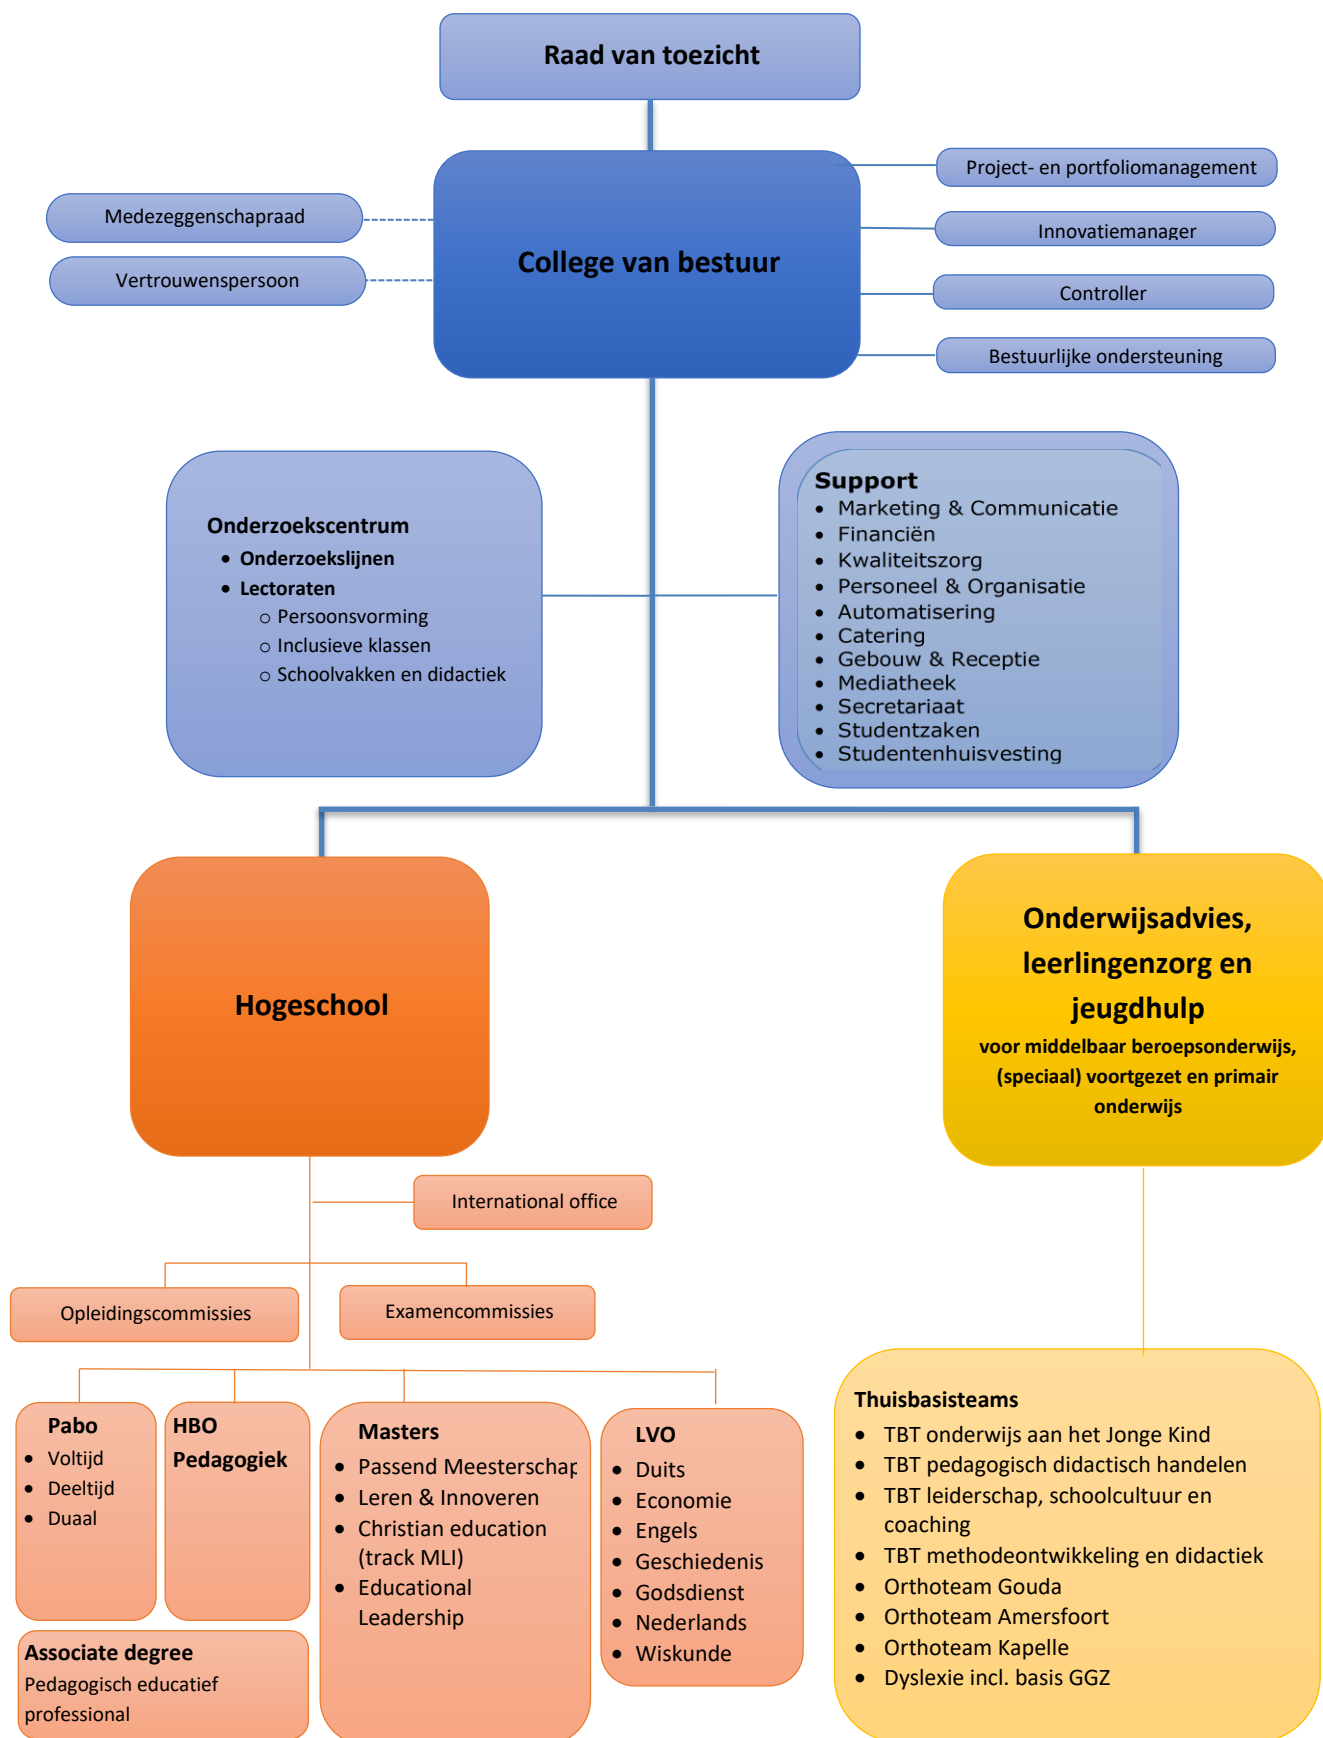 Raad van toezicht
Project- en portfoliomanagement
Medezeggenschapraad
Innovatiemanager
College van bestuur
Vertrouwenspersoon
Controller
Bestuurlijke ondersteuning
Onderzoekscentrum
• Onderzoekslijnen
• Lectoraten
o Persoonsvorming
o Inclusieve klassen
o Schoolvakken en didactiek
Support
• Marketing & Communicatie
• Financiën
• Kwaliteitszorg
• Personeel & Organisatie
• Automatisering
• Catering
• Gebouw & Receptie
• Mediatheek
• Secretariaat
• Studentzaken
• Studentenhuisvesting
Hogeschool
Onderwijsadvies,
leerlingenzorg en
jeugdhulp
voor middelbaar beroepsonderwijs,
(speciaal) voortgezet en primair
onderwijs
International office
Opleidingscommissies
Examencommissies
Pabo
• Voltijd
• Deeltijd
• Duaal
HBO
Pedagogiek
Associate degree
Pedagogisch educatief
professional
Masters
• Passend Meesterschap
• Leren & Innoveren
• Christian education
(track MLI)
• Educational
Leadership
LVO
• Duits
• Economie
• Engels
• Geschiedenis
• Godsdienst
• Nederlands
• Wiskunde
Thuisbasisteams
• TBT onderwijs aan het Jonge Kind
• TBT pedagogisch didactisch handelen
• TBT leiderschap, schoolcultuur en
coaching
• TBT methodeontwikkeling en didactiek
• Orthoteam Gouda
• Orthoteam Amersfoort
• Orthoteam Kapelle
• Dyslexie incl. basis GGZ